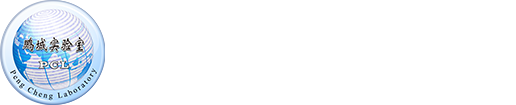 鹏城实验室
PCL
Peng Cheng Laboratory